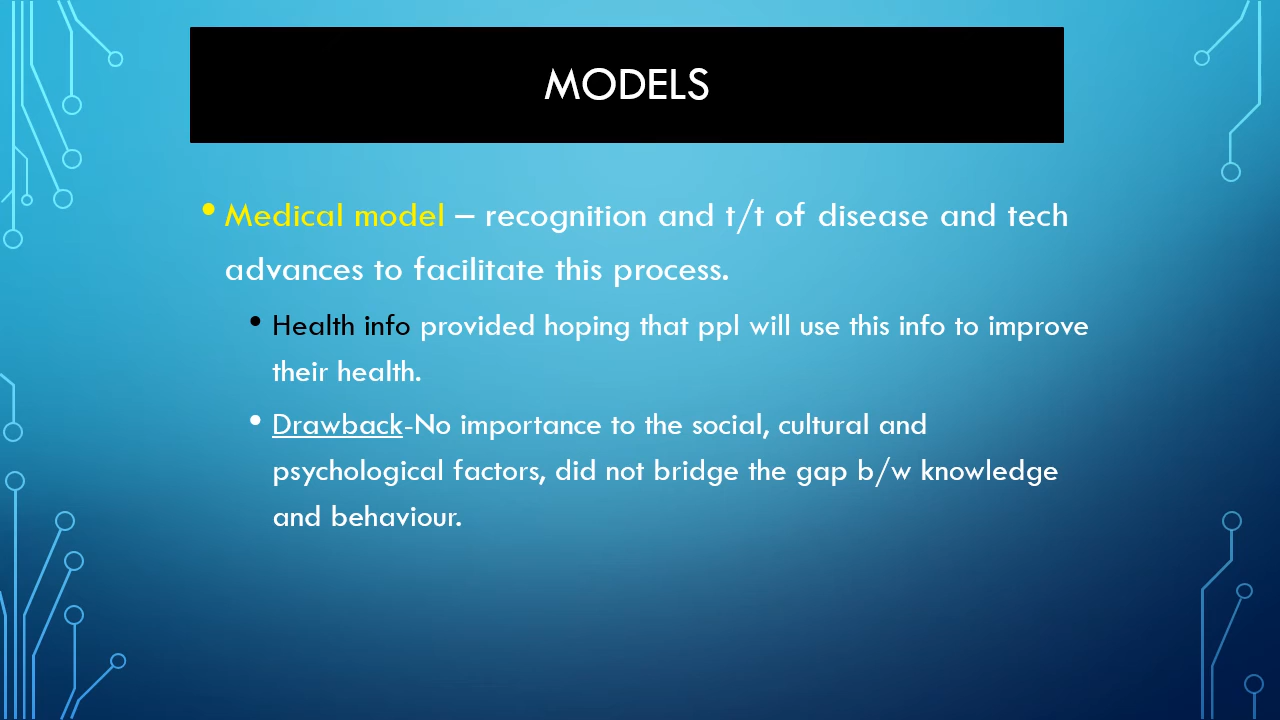 MODELS
• Medical model – recognition and t/t of disease and tech
advances to facilitate this process.
• Health info provided hoping that ppl will use this info to improve
their health.
• Drawback-No importance to the social, cultural and
psychological factors, did not bridge the gap b/w knowledge
and behaviour.